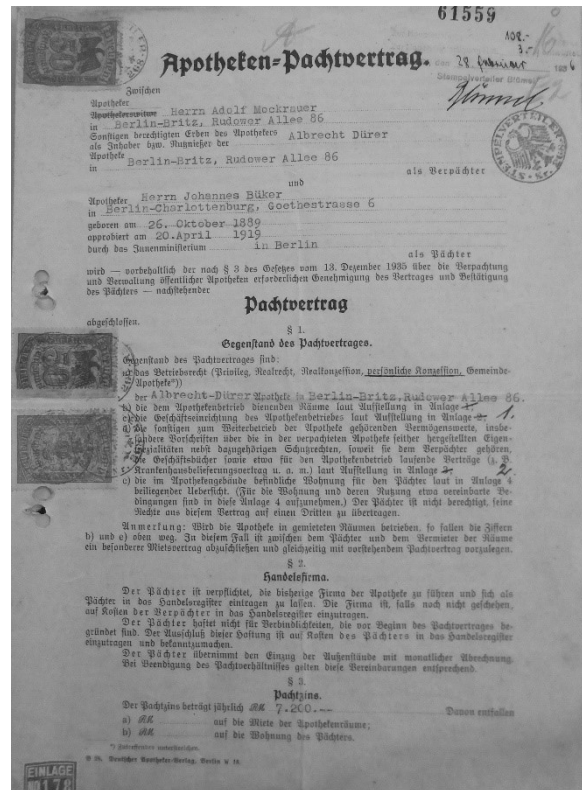 61559
108.-
3.-
28. Februar 1936
Stempelverteiler
Apotheken=Pachtvertrag.
Zwischen
Apotheker
Apothekerswitwe Herrn Adolf Mockrauer
in Berlin-Britz, Rudower Allee 86
Sonstigen berechtigten Erben des Apothekers Albrecht Dürer
als Inhaber bzw. Nutznießer der
Apotheke
in Berlin-Britz, Rudower Allee 86
als Verpächter
und
Apotheker Herrn Johannes Büker
in Berlin-Charlottenburg, Goethestrasse 6
geboren am 26. Oktober 1889
approbiert am 20.April 1919
durch das Innenministerium in Berlin
als Pächter
wird — vorbehaltlich der nach § 3 des Gesetzes vom 13. Dezember 1935 über die Verpachtung
und Verwaltung öffentlicher Apotheken erforderlichen Genehmigung des Vertrages und Bestätigung
des Pächters — nachstehender
Pachtvertrag
abgeschlossen.
§ 1.
Gegenstand des Pachtvertrages.
Gegenstand des Pachtvertrages sind:
a) das Betriebsrecht (Privileg, Realrecht, Realkonzession, persönliche Konzession, Gemeinde-
Apotheke*))
der Albrecht-Dürer Apotheke in Berlin-Britz, Rudower Allee 86.
b) die dem Apothekenbetrieb dienenden Räume laut Aufstellung in Anlage 1.
c) die Geschäftseinrichtung des Apothekenbetriebes laut Aufstellung in Anlage 2. 1.
d) die sonstigen zum Weiterbetrieb der Apotheke gehörenden Vermögenswerte, insbe-
sondere Vorschriften über die in der verpachteten Apotheke seither hergestellten Eigen-
Spezialitäten nebst dazugehörigen Schutzrechten, soweit sie dem Verpächter gehören,
die Geschäftsbücher sowie etwa für den Apothekenbetrieb laufende Verträge (z. B.
Krankenhausbelieferungsvertrag u. a. m.) laut Aufstellung in Anlage 3. 2.
e) die im Apothekengebäude befindliche Wohnung für den Pächter laut in Anlage 4
beiliegender Uebersicht. (Für die Wohnung und deren Nutzung etwa vereinbarte Be-
dingungen sind in diese Anlage 4 aufzunehmen.) Der Pächter ist nicht berechtigt, seine
Rechte aus diesem Vertrag auf einen Dritten zu übertragen.
Anmerkung: Wird die Apotheke in gemieteten Räumen betrieben, so fallen die Ziffern
b) und e) oben weg. In diesem Fall ist zwischen dem Pächter und dem Vermieter der Räume
ein besonderer Mietsvertrag abzuschließen und gleichzeitig mit vorstehendem Pachtvertrag vorzulegen.
§ 2.
Handelsfirma.
Der Pächter ist verpflichtet, die bisherige Firma der Apotheke zu führen und sich als
Pächter in das Handelsregister eintragen zu lassen. Die Firma ist, falls noch nicht geschehen,
auf Kosten der Verpächter in das Handelsregister einzutragen.
Der Pächter haftet nicht für Verbindlichkeiten, die vor Beginn des Pachtvertrages be-
gründet sind. Der Ausschluß dieser Haftung ist auf Kosten des Pächters in das Handelsregister
einzutragen und bekanntzumachen.
Der Pächter übernimmt den Einzug der Außenstände mit monatlicher Abrechnung.
Bei Beendigung des Pachtverhältnisses gelten diese Vereinbarungen entsprechend.
§ 3.
Pachtzins.
Der Pachtzins beträgt jährlich RM 7.200.-- Davon entfallen
a) RM auf die Miete der Apothekenräume;
b) RM auf die Wohnung des Pächters.
*) Zutreffendes unterstreichen.
Deutscher Apotheker-Verlag, Berlin
EINLAGE
No 178